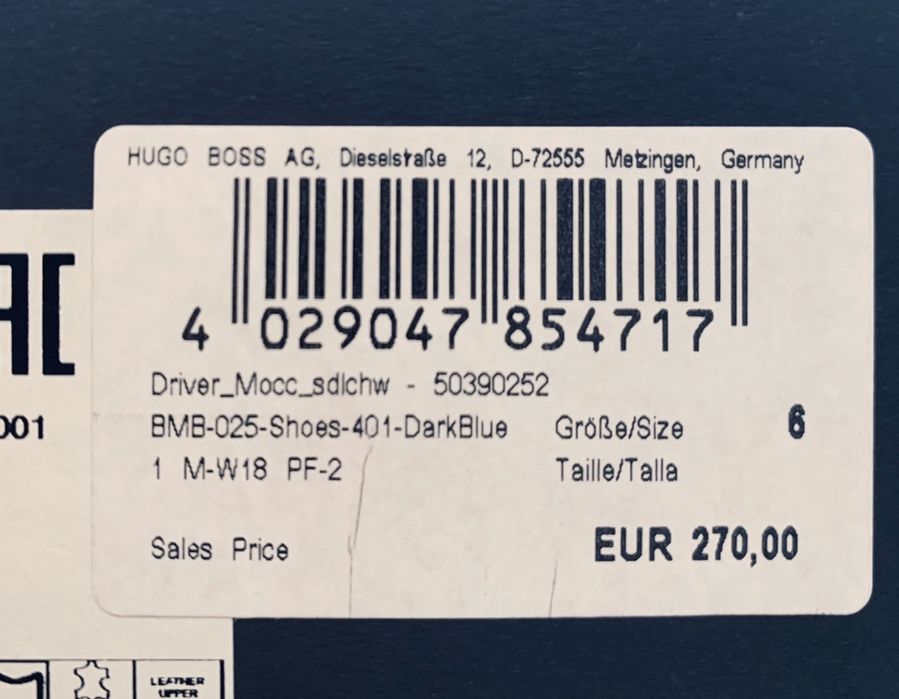 HUGO BOSS AG, Dieselstraße 12, D-72555 Metzingen, Germany
4 029047 854717
Driver_Mocc_sdlchw - 50390252
BMB-025-Shoes-401-DarkBlue Größe/Size 6
1 M-W18 PF-2 Taille/Talla
Sales Price EUR 270,00
001
LEATHER
UPPER